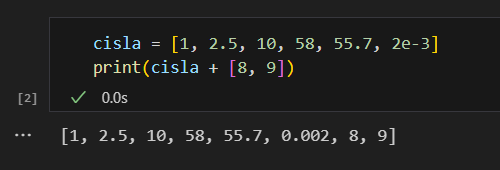 cisla = [1, 2.5, 10, 58, 55.7, 2e-3]
print(cisla + [8, 9])
[2] ✓ 0.0s
··· [1, 2.5, 10, 58, 55.7, 0.002, 8, 9]